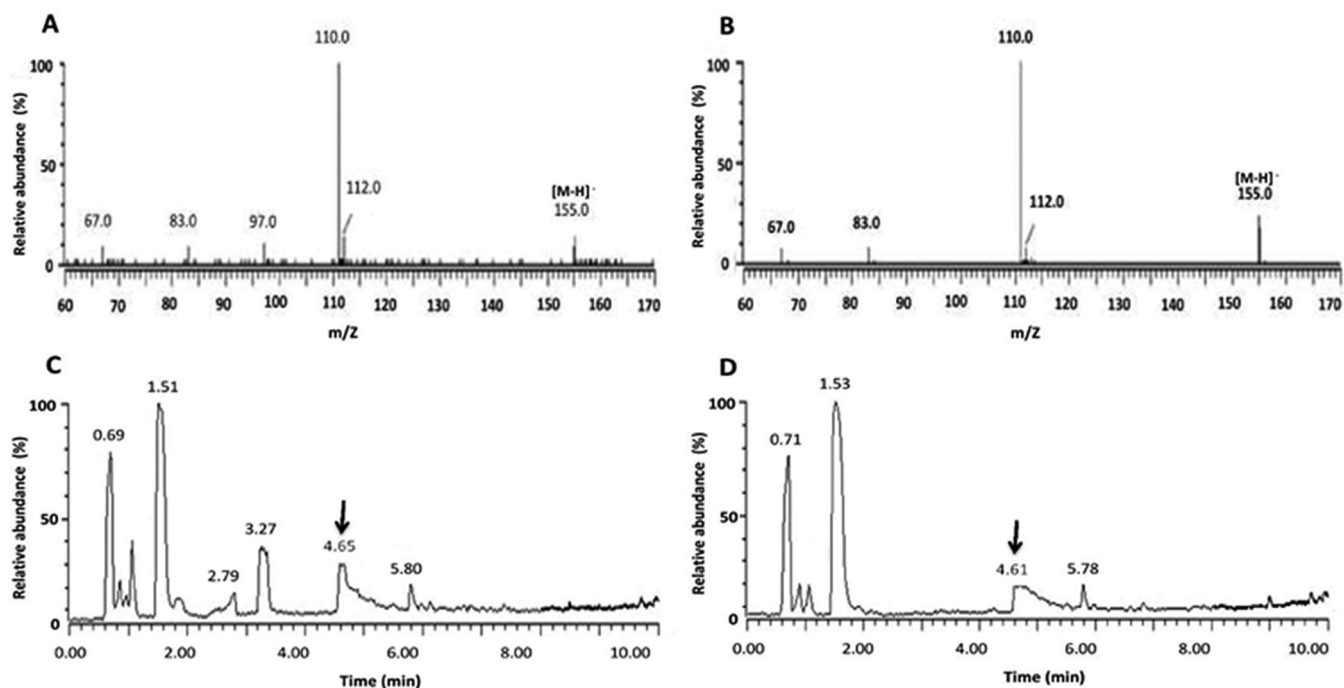 A
110.0
100
Relative abundance (%)
50
0
67.0
83.0
97.0
112.0
[M-H]-
155.0
60 70 80 90 100 110 120 130 140 150 160 170
m/Z
B
110.0
100
Relative abundance (%)
50
0
67.0
83.0
112.0
[M-H]-
155.0
60 70 80 90 100 110 120 130 140 150 160 170
m/Z
C
1.51
100
0.69
Relative abundance (%)
50
0
2.79
3.27
4.65
5.80
0.00 2.00 4.00 6.00 8.00 10.00
Time (min)
D
1.53
100
0.71
Relative abundance (%)
50
0
4.61
5.78
0.00 2.00 4.00 6.00 8.00 10.00
Time (min)